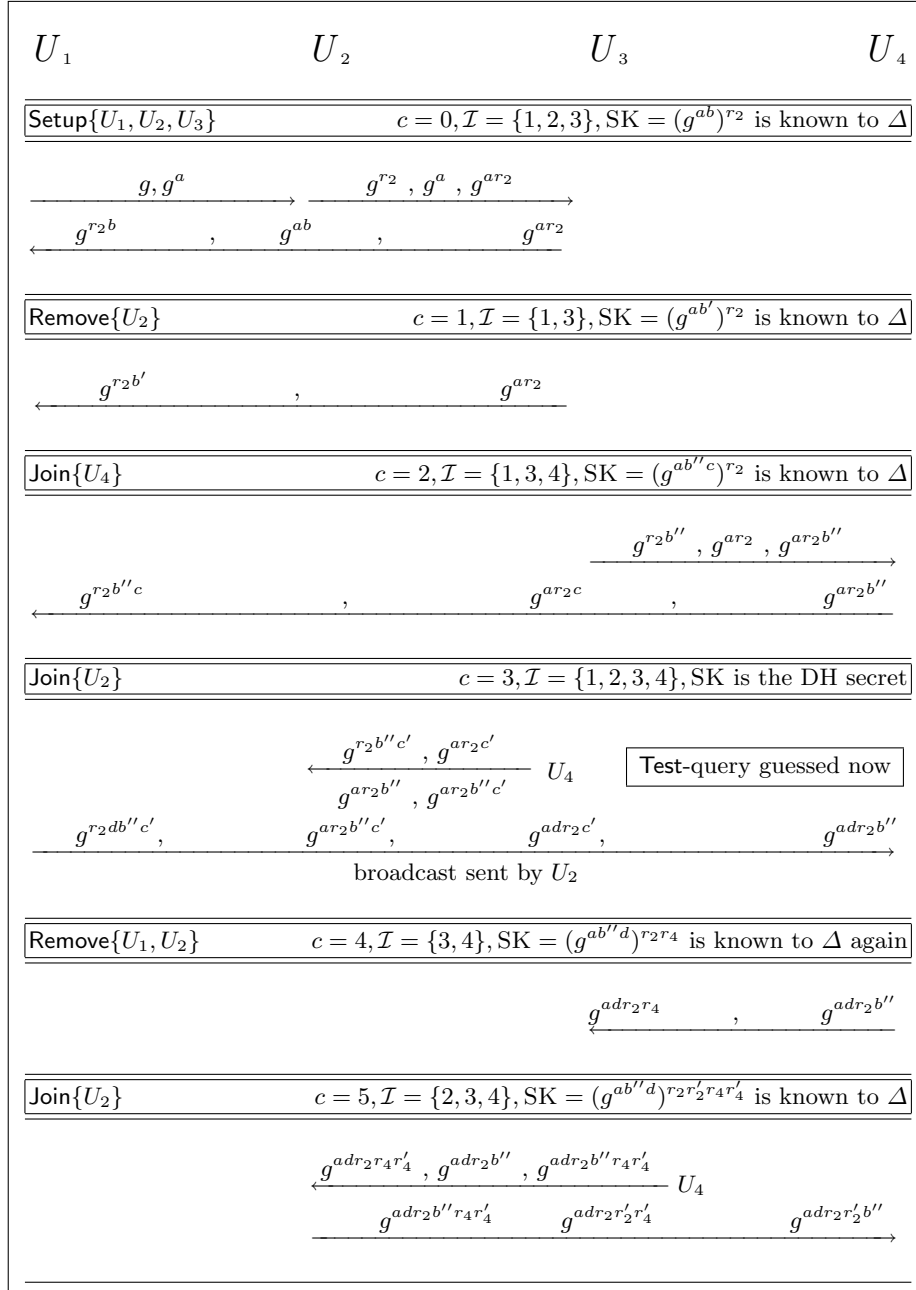 U₁ U₂ U₃ U₄
Setup{U₁, U₂, U₃} c = 0, ℐ = {1, 2, 3}, SK = (g^{ab})^{r₂} is known to Δ
g, g^{a} g^{r₂} , g^{a} , g^{ar₂}
g^{r₂b} , g^{ab} , g^{ar₂}
Remove{U₂} c = 1, ℐ = {1, 3}, SK = (g^{ab′})^{r₂} is known to Δ
g^{r₂b′} , g^{ar₂}
Join{U₄} c = 2, ℐ = {1, 3, 4}, SK = (g^{ab″c})^{r₂} is known to Δ
g^{r₂b″} , g^{ar₂} , g^{ar₂b″}
g^{r₂b″c} , g^{ar₂c} , g^{ar₂b″}
Join{U₂} c = 3, ℐ = {1, 2, 3, 4}, SK is the DH secret
g^{r₂b″c′} , g^{ar₂c′}
U₄ Test-query guessed now
g^{ar₂b″} , g^{ar₂b″c′}
g^{r₂db″c′}, g^{ar₂b″c′}, g^{adr₂c′}, g^{adr₂b″}
broadcast sent by U₂
Remove{U₁, U₂} c = 4, ℐ = {3, 4}, SK = (g^{ab″d})^{r₂r₄} is known to Δ again
g^{adr₂r₄} , g^{adr₂b″}
Join{U₂} c = 5, ℐ = {2, 3, 4}, SK = (g^{ab″d})^{r₂r′₂r₄r′₄} is known to Δ
g^{adr₂r₄r′₄} , g^{adr₂b″} , g^{adr₂b″r₄r′₄}
U₄
g^{adr₂b″r₄r′₄} g^{adr₂r′₂r′₄} g^{adr₂r′₂b″}